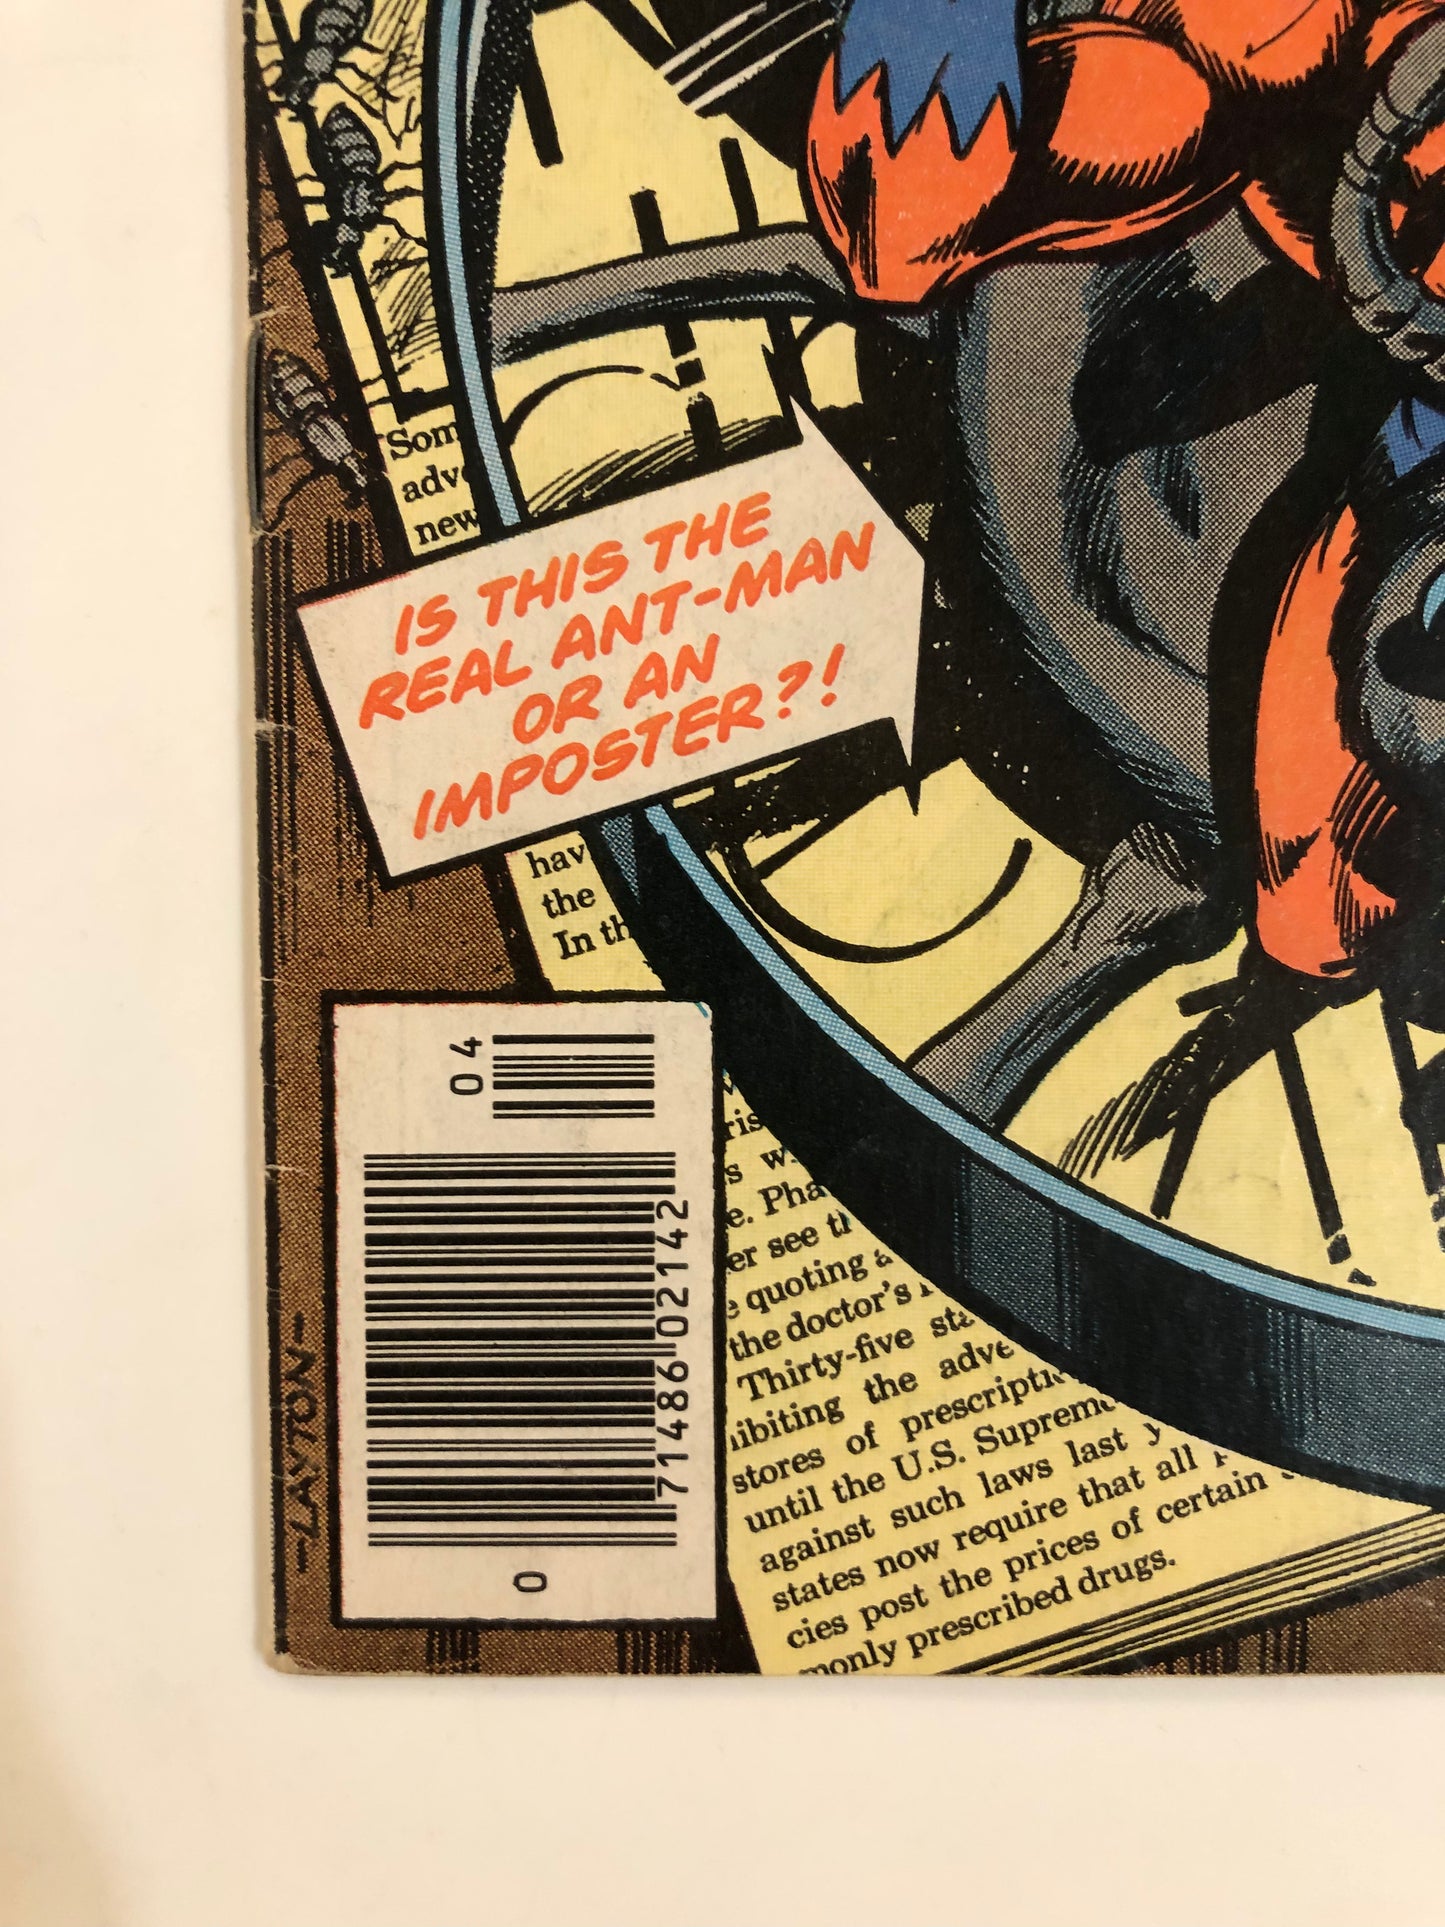 Som
adv
new
IS THIS THE
REAL ANT-MAN
OR AN
IMPOSTER?!
hav
the
In th
04
71486 02142
0
-LAYTON-
ris
s w
e. Pha
er see th
e quoting a
the doctor's
Thirty-five sta
ibiting the adve
stores of prescripti
until the U.S. Supreme
against such laws last y
states now require that all p
cies post the prices of certain
monly prescribed drugs.